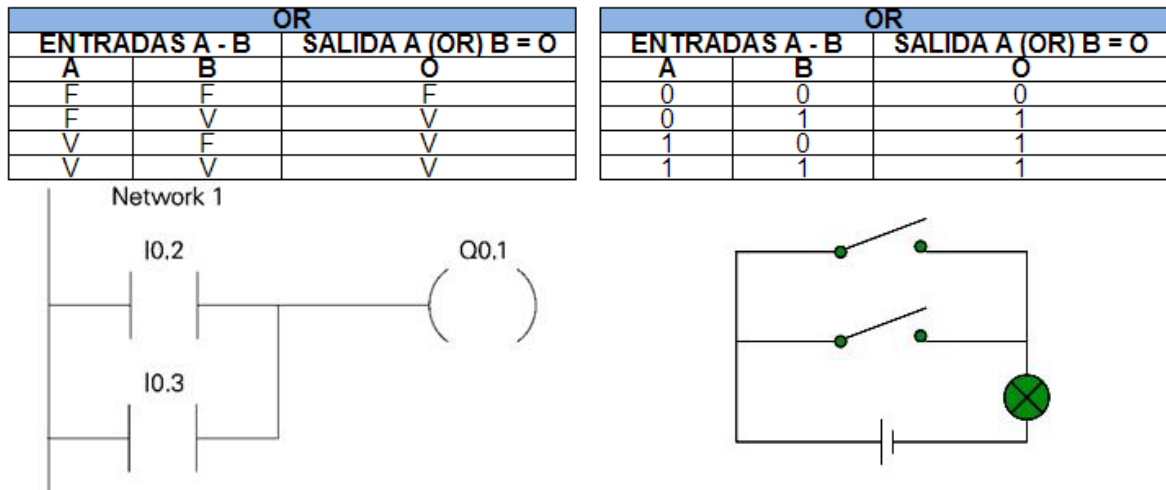 OR
ENTRADAS A - B SALIDA A (OR) B = O
A B O
F F F
F V V
V F V
V V V
OR
ENTRADAS A - B SALIDA A (OR) B = O
A B O
0 0 0
0 1 1
1 0 1
1 1 1
Network 1
I0.2 Q0.1
I0.3